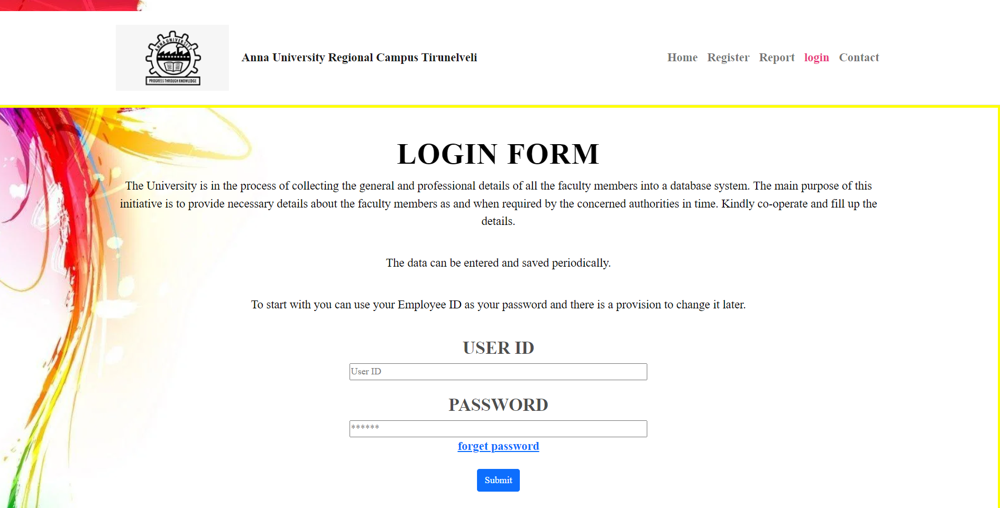 ANNA UNIVERSITY
PROGRESS THROUGH KNOWLEDGE
Anna University Regional Campus Tirunelveli
Home Register Report login Contact
LOGIN FORM
The University is in the process of collecting the general and professional details of all the faculty members into a database system. The main purpose of this
initiative is to provide necessary details about the faculty members as and when required by the concerned authorities in time. Kindly co-operate and fill up the
details.
The data can be entered and saved periodically.
To start with you can use your Employee ID as your password and there is a provision to change it later.
USER ID
User ID
PASSWORD
******
forget password
Submit